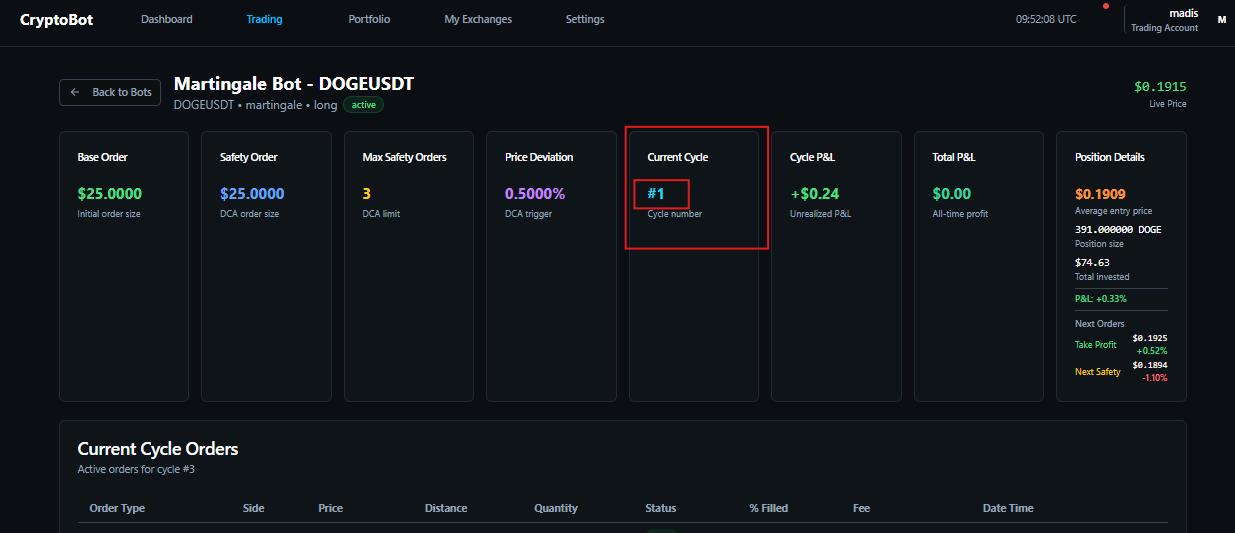 CryptoBot Dashboard Trading Portfolio My Exchanges Settings 09:52:08 UTC madis M
Trading Account
← Back to Bots
Martingale Bot - DOGEUSDT
DOGEUSDT • martingale • long active
$0.1915
Live Price
Base Order
$25.0000
Initial order size
Safety Order
$25.0000
DCA order size
Max Safety Orders
3
DCA limit
Price Deviation
0.5000%
DCA trigger
Current Cycle
#1
Cycle number
Cycle P&L
+$0.24
Unrealized P&L
Total P&L
$0.00
All-time profit
Position Details
$0.1909
Average entry price
391.000000 DOGE
Position size
$74.63
Total invested
P&L: +0.33%
Next Orders
Take Profit $0.1925
+0.52%
Next Safety $0.1894
-1.10%
Current Cycle Orders
Active orders for cycle #3
Order Type Side Price Distance Quantity Status % Filled Fee Date Time